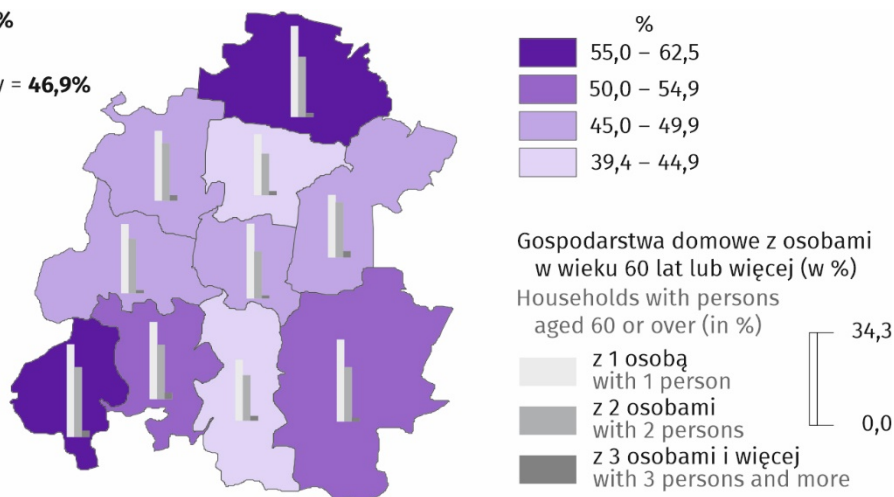 %
y = 46,9%
%
55,0 – 62,5
50,0 – 54,9
45,0 – 49,9
39,4 – 44,9
Gospodarstwa domowe z osobami
w wieku 60 lat lub więcej (w %)
Households with persons
aged 60 or over (in %)
34,3
0,0
z 1 osobą
with 1 person
z 2 osobami
with 2 persons
z 3 osobami i więcej
with 3 persons and more